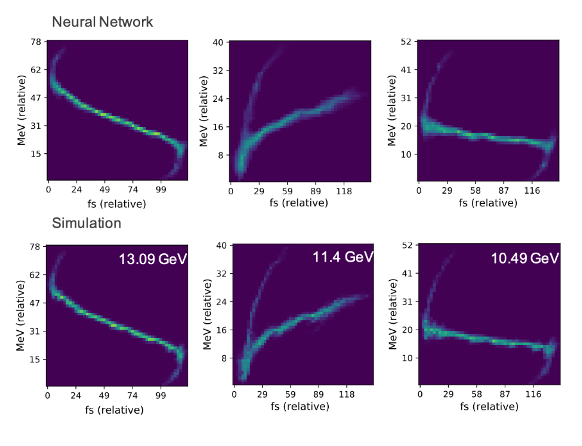 Neural Network
MeV (relative)
78
62
47
31
15
0 24 49 74 99
fs (relative)
MeV (relative)
40
32
24
16
8
0 29 59 88 118
fs (relative)
MeV (relative)
52
41
31
20
10
0 29 58 87 116
fs (relative)
Simulation
13.09 GeV
MeV (relative)
78
62
47
31
15
0 24 49 74 99
fs (relative)
11.4 GeV
MeV (relative)
40
32
24
16
8
0 29 59 88 118
fs (relative)
10.49 GeV
MeV (relative)
52
41
31
20
10
0 29 58 87 116
fs (relative)